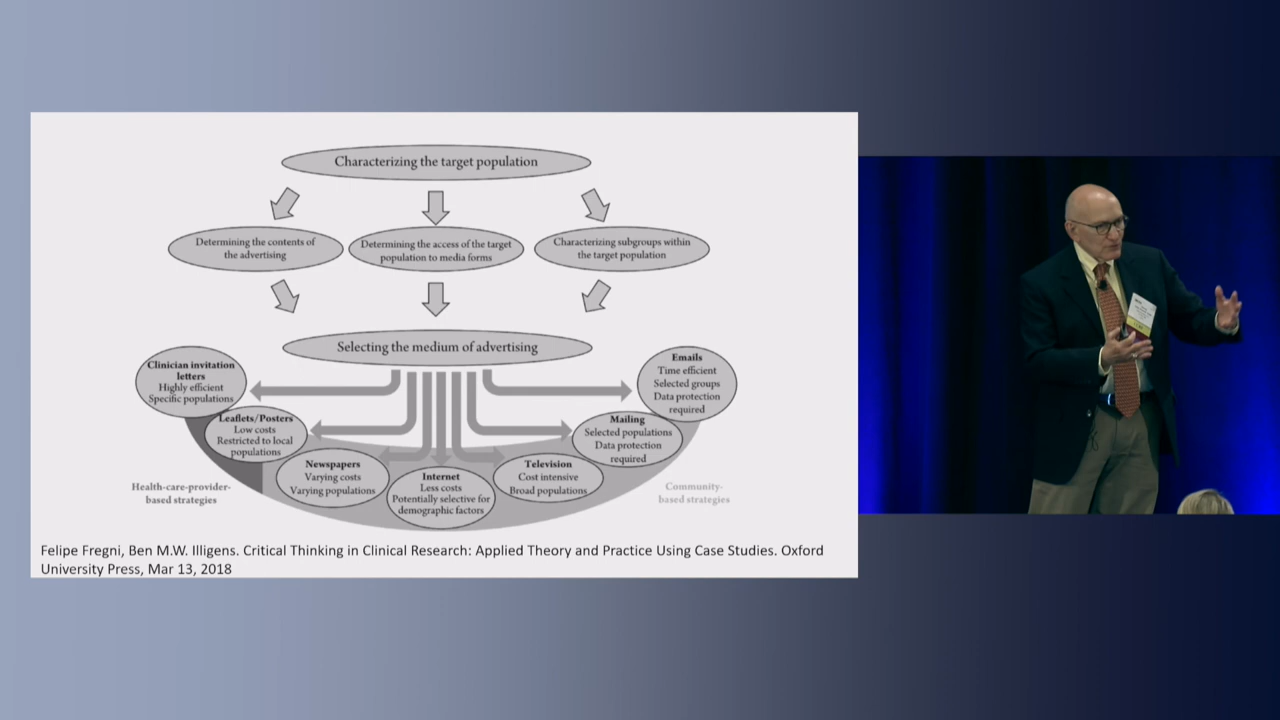 Characterizing the target population
Determining the contents of
the advertising
Determining the access of the target
population to media forms
Characterizing subgroups within
the target population
Selecting the medium of advertising
Clinician invitation
letters
Highly efficient
Specific populations
Leaflets/Posters
Low costs
Restricted to local
populations
Newspapers
Varying costs
Varying populations
Internet
Less costs
Potentially selective for
demographic factors
Television
Cost intensive
Broad populations
Mailing
Selected populations
Data protection
required
Emails
Time efficient
Selected groups
Data protection
required
Health-care-provider-
based strategies
Community-
based strategies
Felipe Fregni, Ben M.W. Illigens. Critical Thinking in Clinical Research: Applied Theory and Practice Using Case Studies. Oxford
University Press, Mar 13, 2018